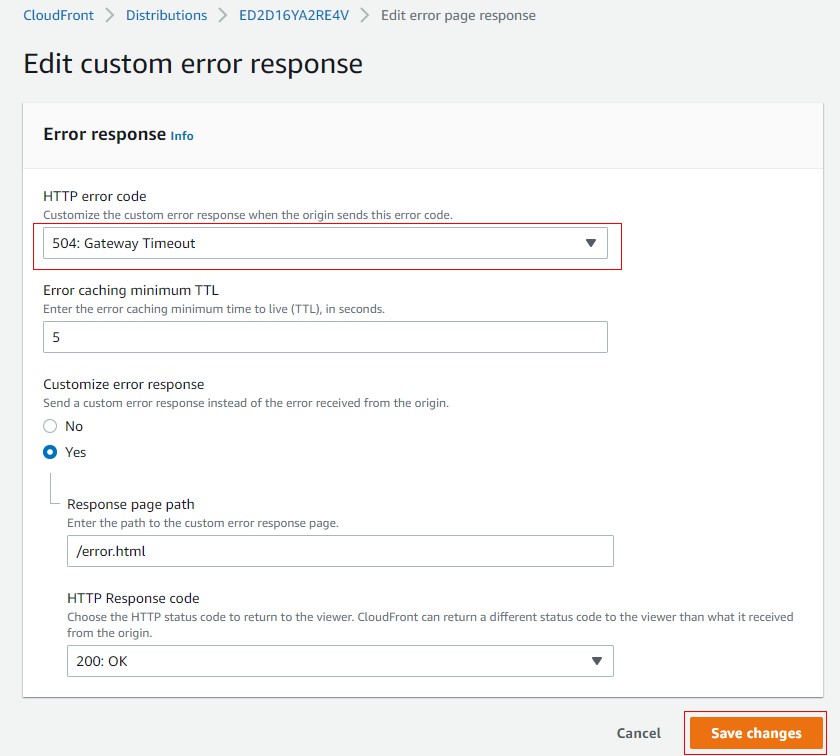 CloudFront > Distributions > ED2D16YA2RE4V > Edit error page response
Edit custom error response
Error response Info
HTTP error code
Customize the custom error response when the origin sends this error code.
504: Gateway Timeout
Error caching minimum TTL
Enter the error caching minimum time to live (TTL), in seconds.
5
Customize error response
Send a custom error response instead of the error received from the origin.
No
Yes
Response page path
Enter the path to the custom error response page.
/error.html
HTTP Response code
Choose the HTTP status code to return to the viewer. CloudFront can return a different status code to the viewer than what it received
from the origin.
200: OK
Cancel Save changes